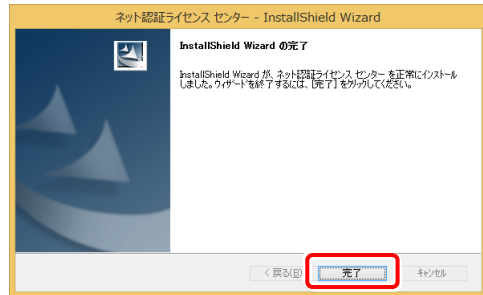 ネット認証ライセンス センター - InstallShield Wizard
InstallShield Wizard の完了
InstallShield Wizard が、ネット認証ライセンス センター を正常にインストール
しました。ウィザードを終了するには、[完了] をクリックしてください。
< 戻る(B)
完了
キャンセル